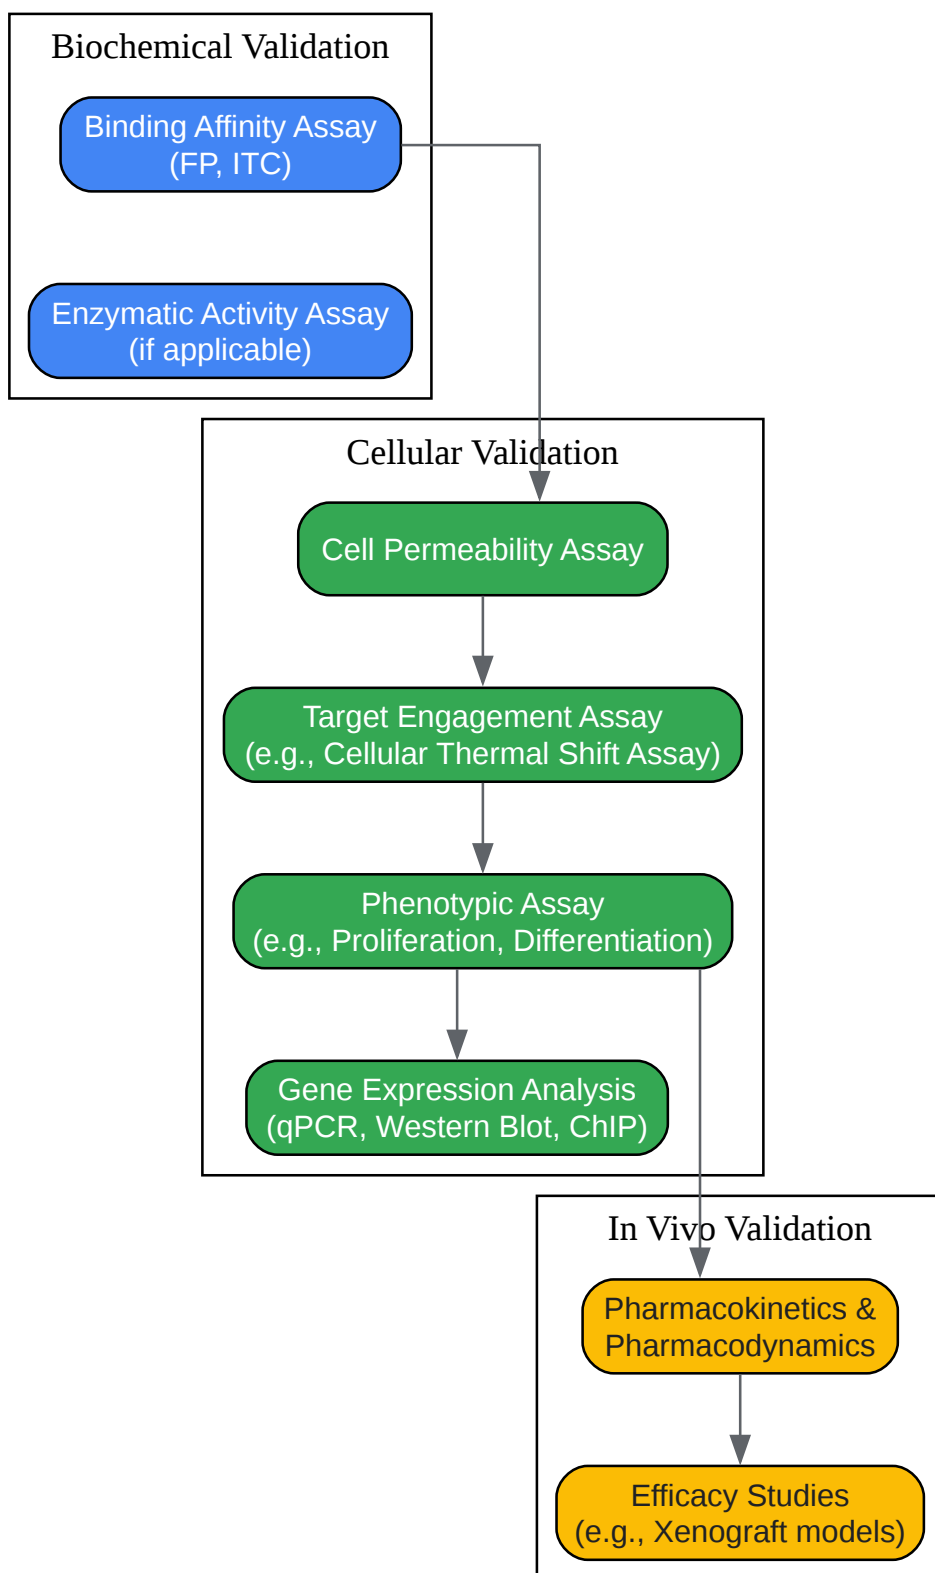 Biochemical Validation
Binding Affinity Assay
(FP, ITC)
Enzymatic Activity Assay
(if applicable)
Cellular Validation
Cell Permeability Assay
Target Engagement Assay
(e.g., Cellular Thermal Shift Assay)
Phenotypic Assay
(e.g., Proliferation, Differentiation)
Gene Expression Analysis
(qPCR, Western Blot, ChIP)
In Vivo Validation
Pharmacokinetics &
Pharmacodynamics
Efficacy Studies
(e.g., Xenograft models)